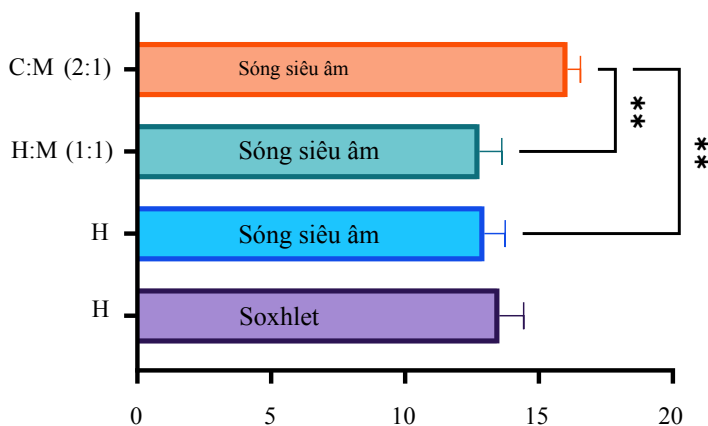 C:M (2:1) Sóng siêu âm
H:M (1:1) Sóng siêu âm
H Sóng siêu âm
H Soxhlet
**
**
0 5 10 15 20